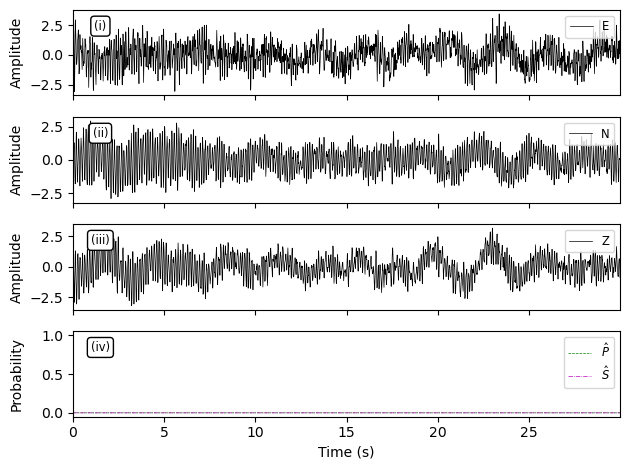 2.5
0.0
−2.5
Amplitude
(i)
E
2.5
0.0
−2.5
Amplitude
(ii)
N
2.5
0.0
−2.5
Amplitude
(iii)
Z
1.0
0.5
0.0
Probability
(iv)
P̂
Ŝ
0 5 10 15 20 25
Time (s)